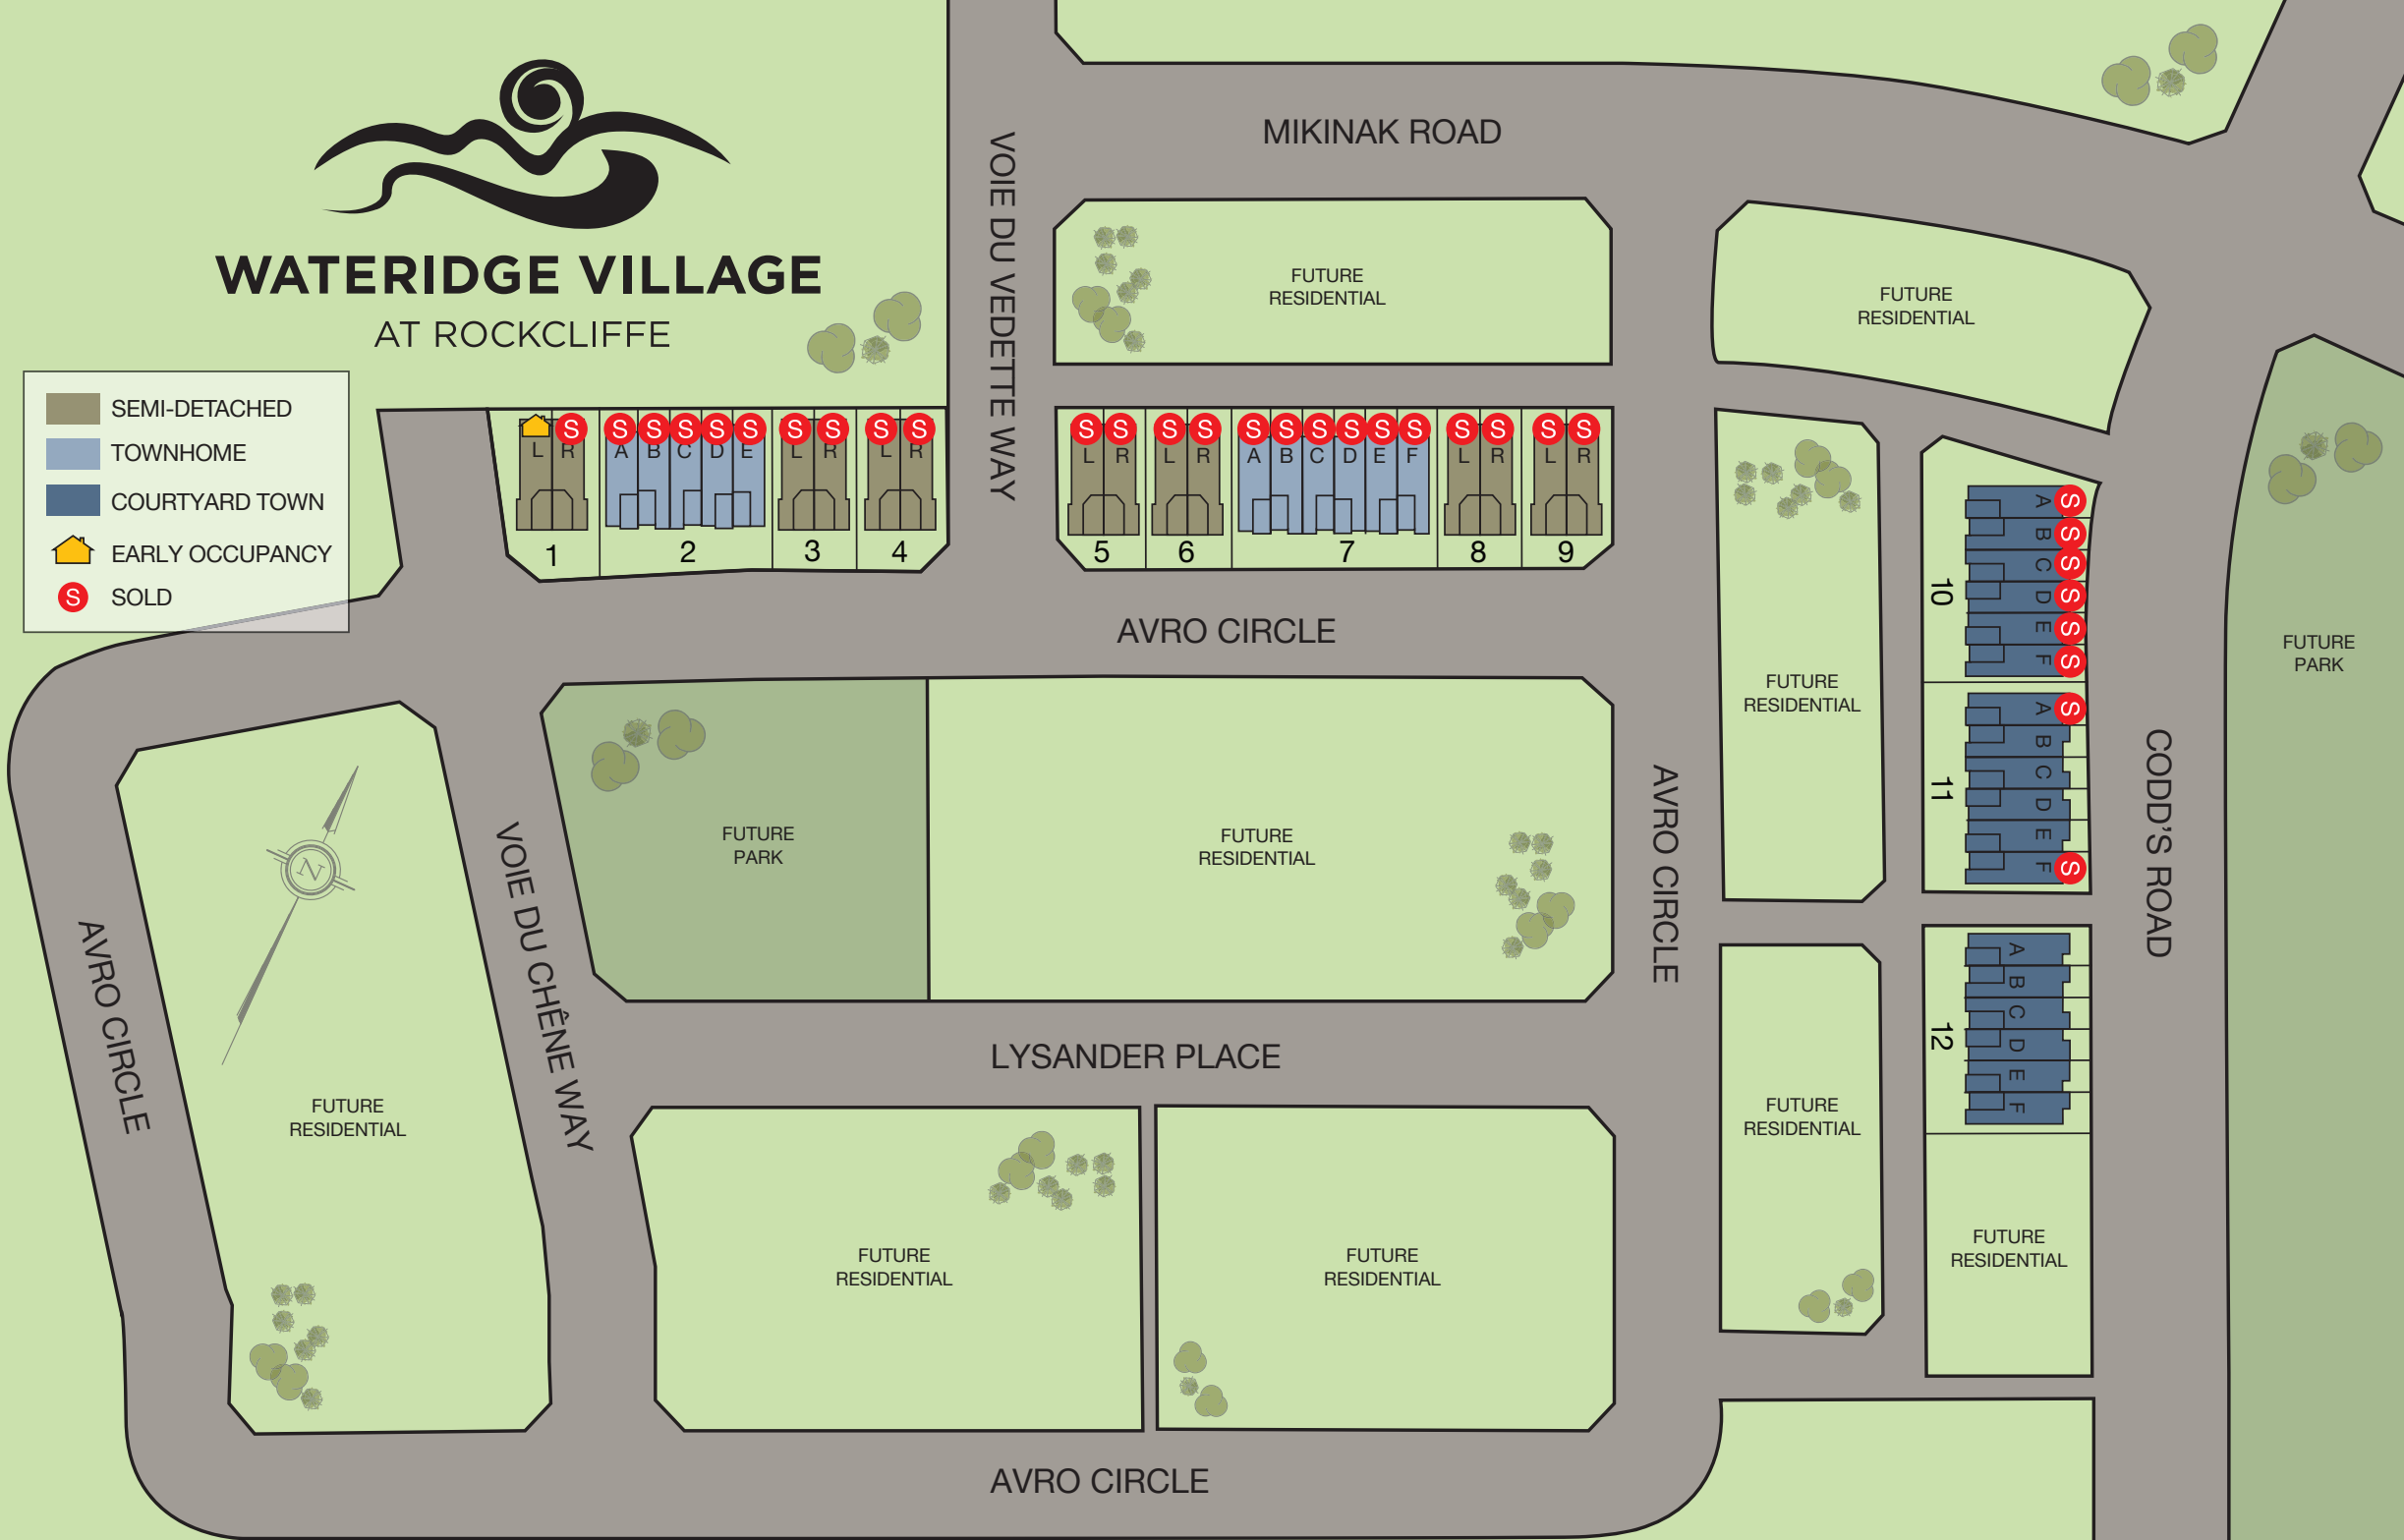 WATERIDGE VILLAGE
AT ROCKCLIFFE
SEMI-DETACHED
TOWNHOME
COURTYARD TOWN
EARLY OCCUPANCY
S SOLD
VOIE DU VEDETTE WAY
MIKINAK ROAD
FUTURE
RESIDENTIAL
FUTURE
RESIDENTIAL
S S S S S S S S S S
L R A B C D E L R L R
1 2 3 4
S S S S S S S S S S S S S S
L R L R A B C D E F L R L R
5 6 7 8 9
AVRO CIRCLE
FUTURE
RESIDENTIAL
A S
B S
C S
D S
E S
F S
10
A S
B
C
D
E
F S
11
A
B
C
D
E
F
12
FUTURE
RESIDENTIAL
CODD'S ROAD
FUTURE
PARK
N
AVRO CIRCLE
FUTURE
RESIDENTIAL
VOIE DU CHÊNE WAY
FUTURE
PARK
FUTURE
RESIDENTIAL
AVRO CIRCLE
LYSANDER PLACE
FUTURE
RESIDENTIAL
FUTURE
RESIDENTIAL
FUTURE
RESIDENTIAL
AVRO CIRCLE